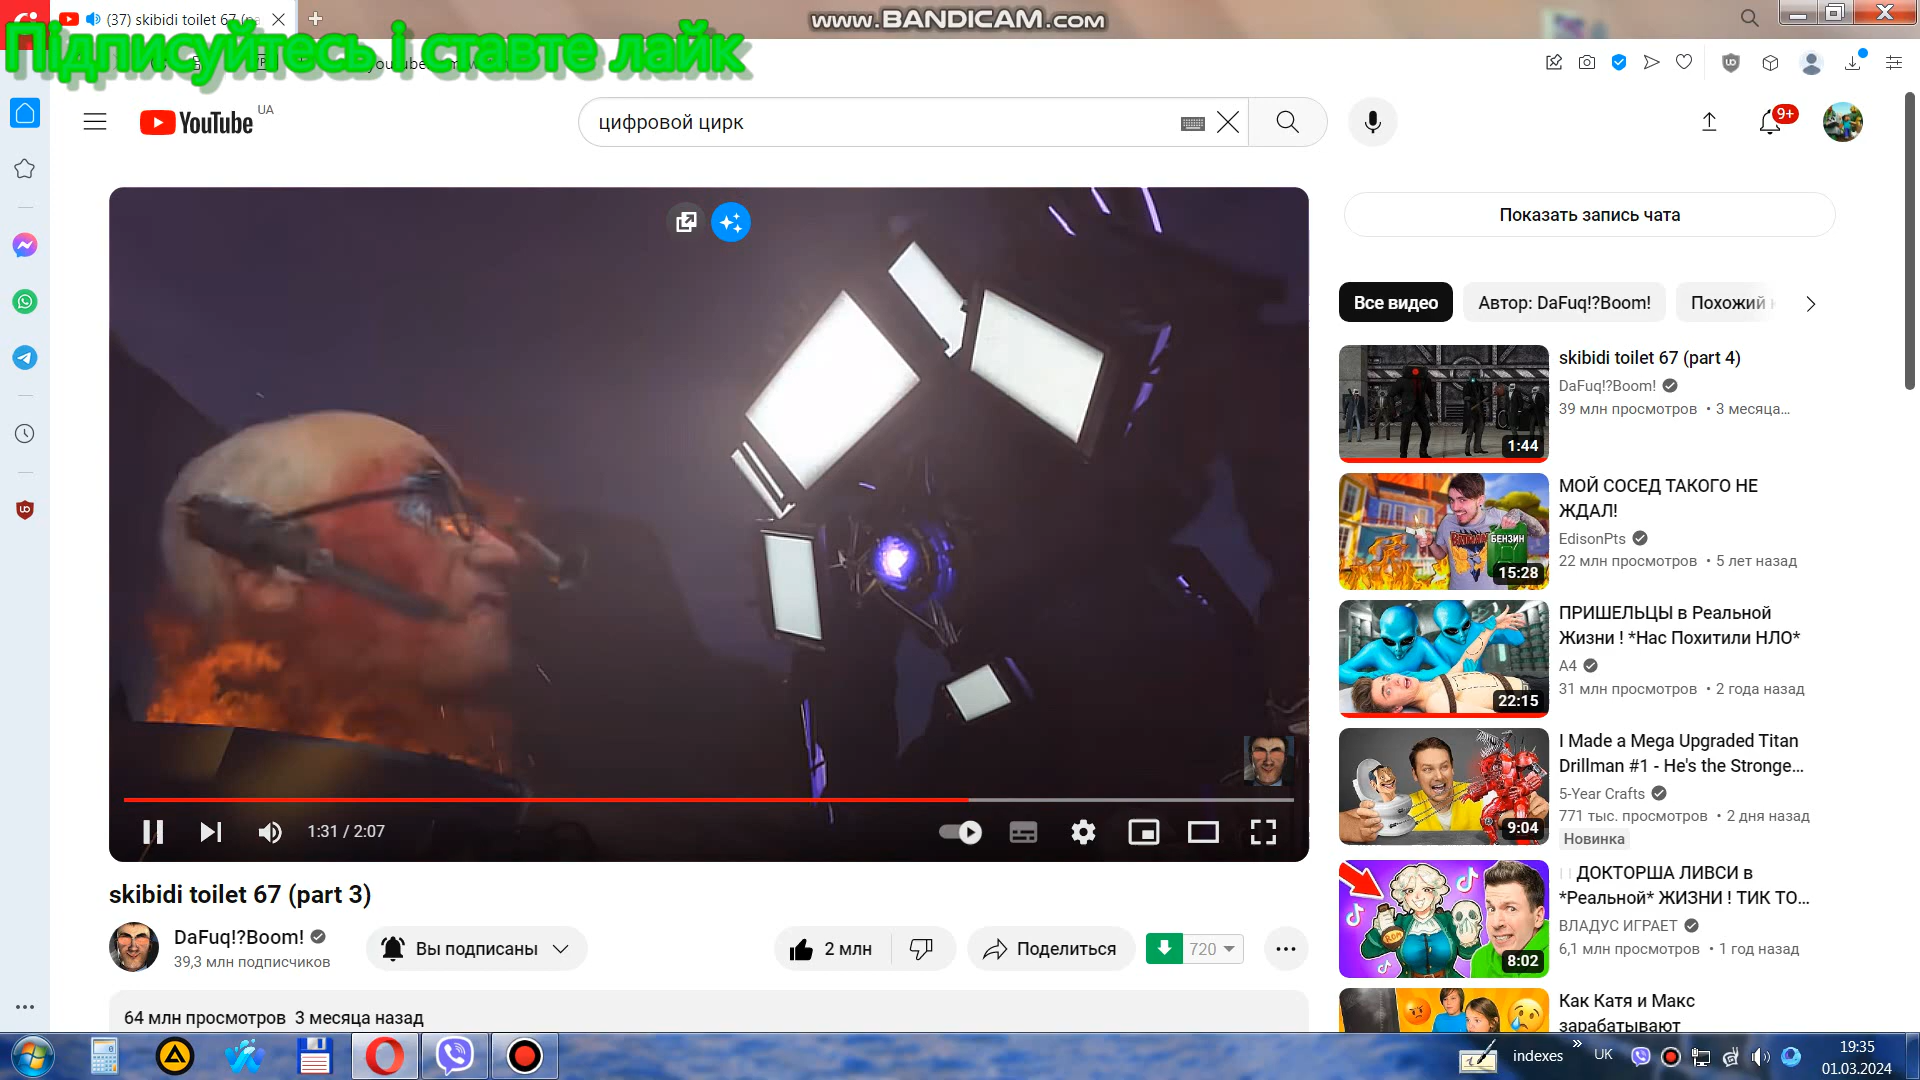 (37) skibidi toilet 67 (pa
www.BANDICAM.com
Підписуйтесь і ставте лайк
YouTube UA
цифровой цирк
9+
Показать запись чата
Все видео
Автор: DaFuq!?Boom!
Похожий
skibidi toilet 67 (part 4)
DaFuq!?Boom!
39 млн просмотров • 3 месяца...
1:44
МОЙ СОСЕД ТАКОГО НЕ
ЖДАЛ!
EdisonPts
22 млн просмотров • 5 лет назад
БЕНЗИН
15:28
ПРИШЕЛЬЦЫ в Реальной
Жизни ! *Нас Похитили НЛО*
A4
31 млн просмотров • 2 года назад
22:15
I Made a Mega Upgraded Titan
Drillman #1 - He's the Stronge...
5-Year Crafts
771 тыс. просмотров • 2 дня назад
Новинка
9:04
ДОКТОРША ЛИВСИ в
*Реальной* ЖИЗНИ ! ТИК ТО...
ВЛАДУС ИГРАЕТ
6,1 млн просмотров • 1 год назад
8:02
Как Катя и Макс
зарабатывают
1:31 / 2:07
skibidi toilet 67 (part 3)
DaFuq!?Boom!
39,3 млн подписчиков
Вы подписаны
2 млн
Поделиться
720
64 млн просмотров 3 месяца назад
indexes
UK
19:35
01.03.2024